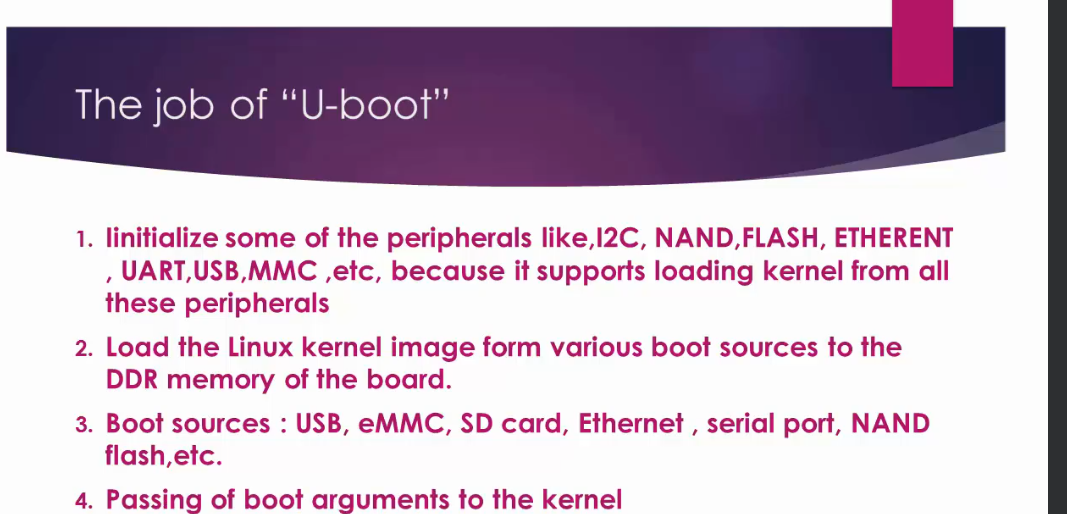 The job of “U-boot”
1. Iinitialize some of the peripherals like,I2C, NAND,FLASH, ETHERENT
, UART,USB,MMC ,etc, because it supports loading kernel from all
these peripherals
2. Load the Linux kernel image form various boot sources to the
DDR memory of the board.
3. Boot sources : USB, eMMC, SD card, Ethernet , serial port, NAND
flash,etc.
4. Passing of boot arguments to the kernel